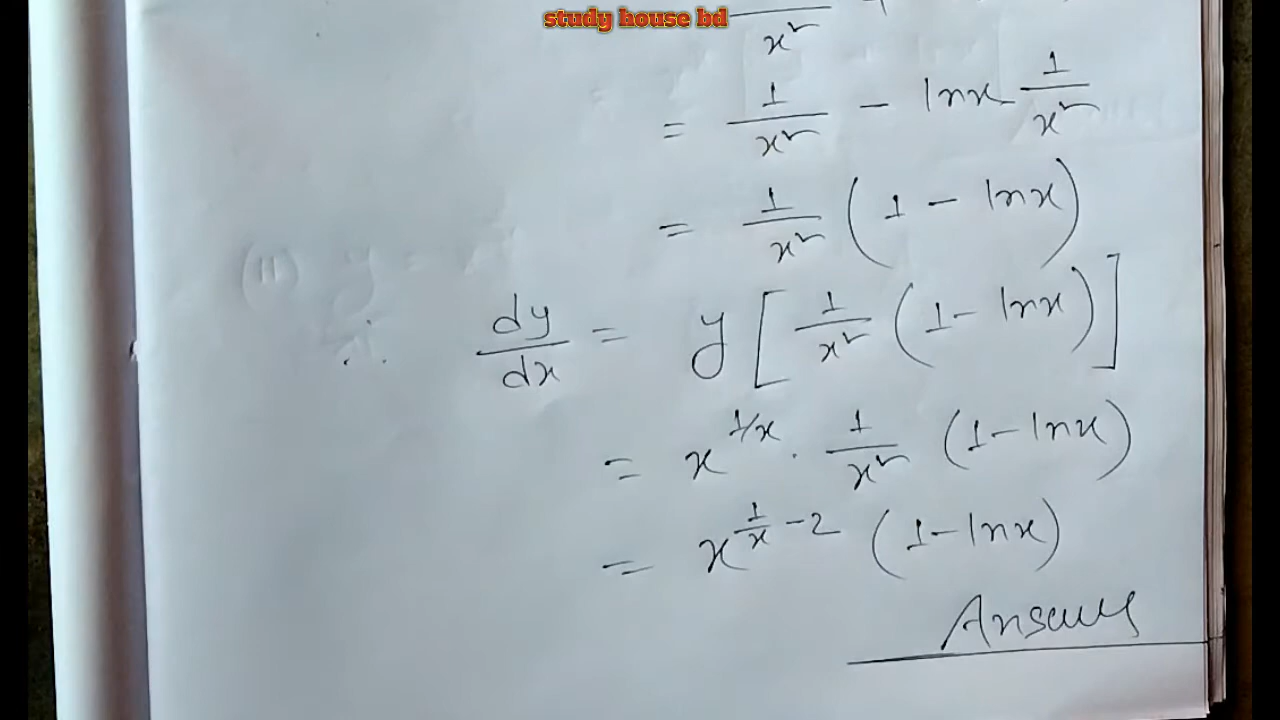 study house bd
x²
= 1/x² - lnx 1/x²
= 1/x² (1 - lnx)
∴ dy/dx = y[1/x² (1 - lnx)]
= x^{1/x} · 1/x² (1 - lnx)
= x^{1/x - 2} (1 - lnx)
Answer